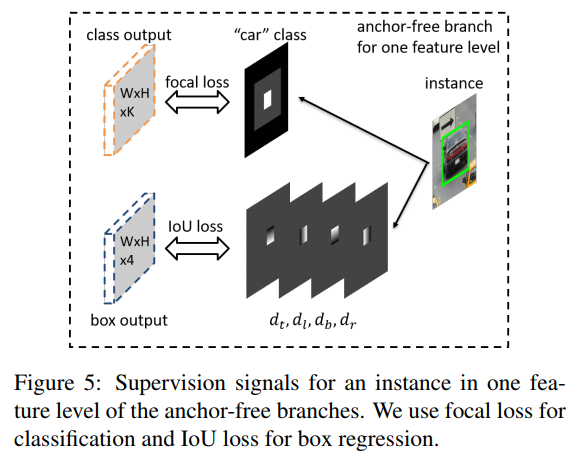 class output
"car" class
anchor-free branch
for one feature level
focal loss
instance
WxH
xK
IoU loss
WxH
x4
box output
d_t, d_l, d_b, d_r
Figure 5: Supervision signals for an instance in one fea-
ture level of the anchor-free branches. We use focal loss for
classification and IoU loss for box regression.